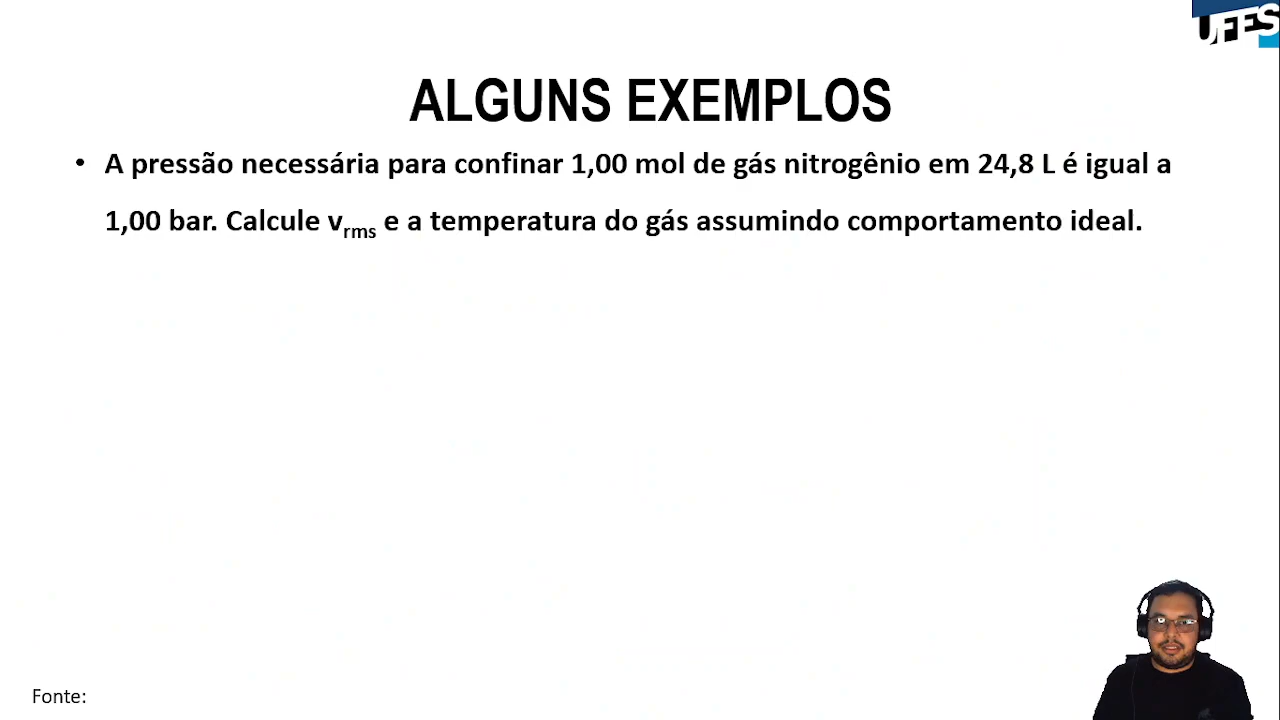 UFES
ALGUNS EXEMPLOS
• A pressão necessária para confinar 1,00 mol de gás nitrogênio em 24,8 L é igual a
1,00 bar. Calcule vrms e a temperatura do gás assumindo comportamento ideal.
Fonte: